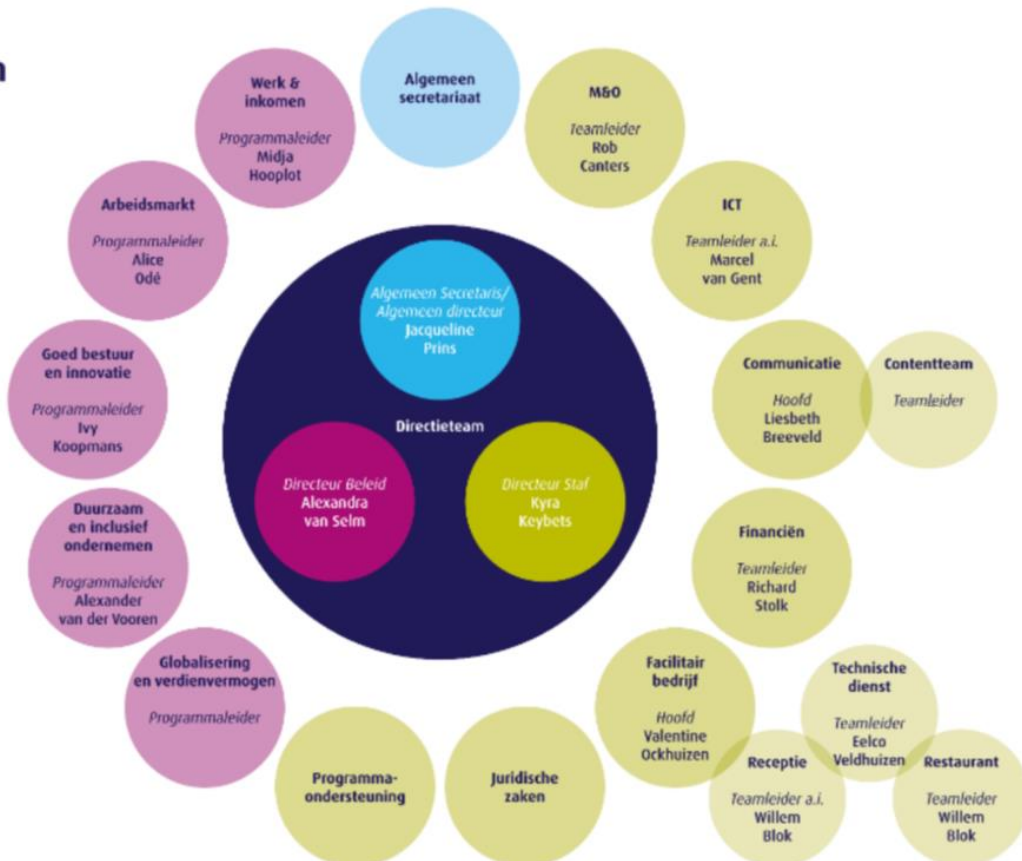 Algemeen
secretariaat
Werk &
inkomen
Programmaleider
Midja
Hooplot
M&O
Teamleider
Rob
Canters
Arbeidsmarkt
Programmaleider
Alice
Odé
ICT
Teamleider a.i.
Marcel
van Gent
Algemeen Secretaris/
Algemeen directeur
Jacqueline
Prins
Goed bestuur
en innovatie
Programmaleider
Ivy
Koopmans
Directieteam
Communicatie
Hoofd
Liesbeth
Breeveld
Contentteam
Teamleider
Directeur Beleid
Alexandra
van Selm
Directeur Staf
Kyra
Keybets
Duurzaam
en inclusief
ondernemen
Programmaleider
Alexander
van der Vooren
Financiën
Teamleider
Richard
Stolk
Globalisering
en verdienvermogen
Programmaleider
Facilitair
bedrijf
Hoofd
Valentine
Ockhuizen
Technische
dienst
Teamleider
Eelco
Veldhuizen
Programma-
ondersteuning
Juridische
zaken
Receptie
Teamleider a.i.
Willem
Blok
Restaurant
Teamleider
Willem
Blok